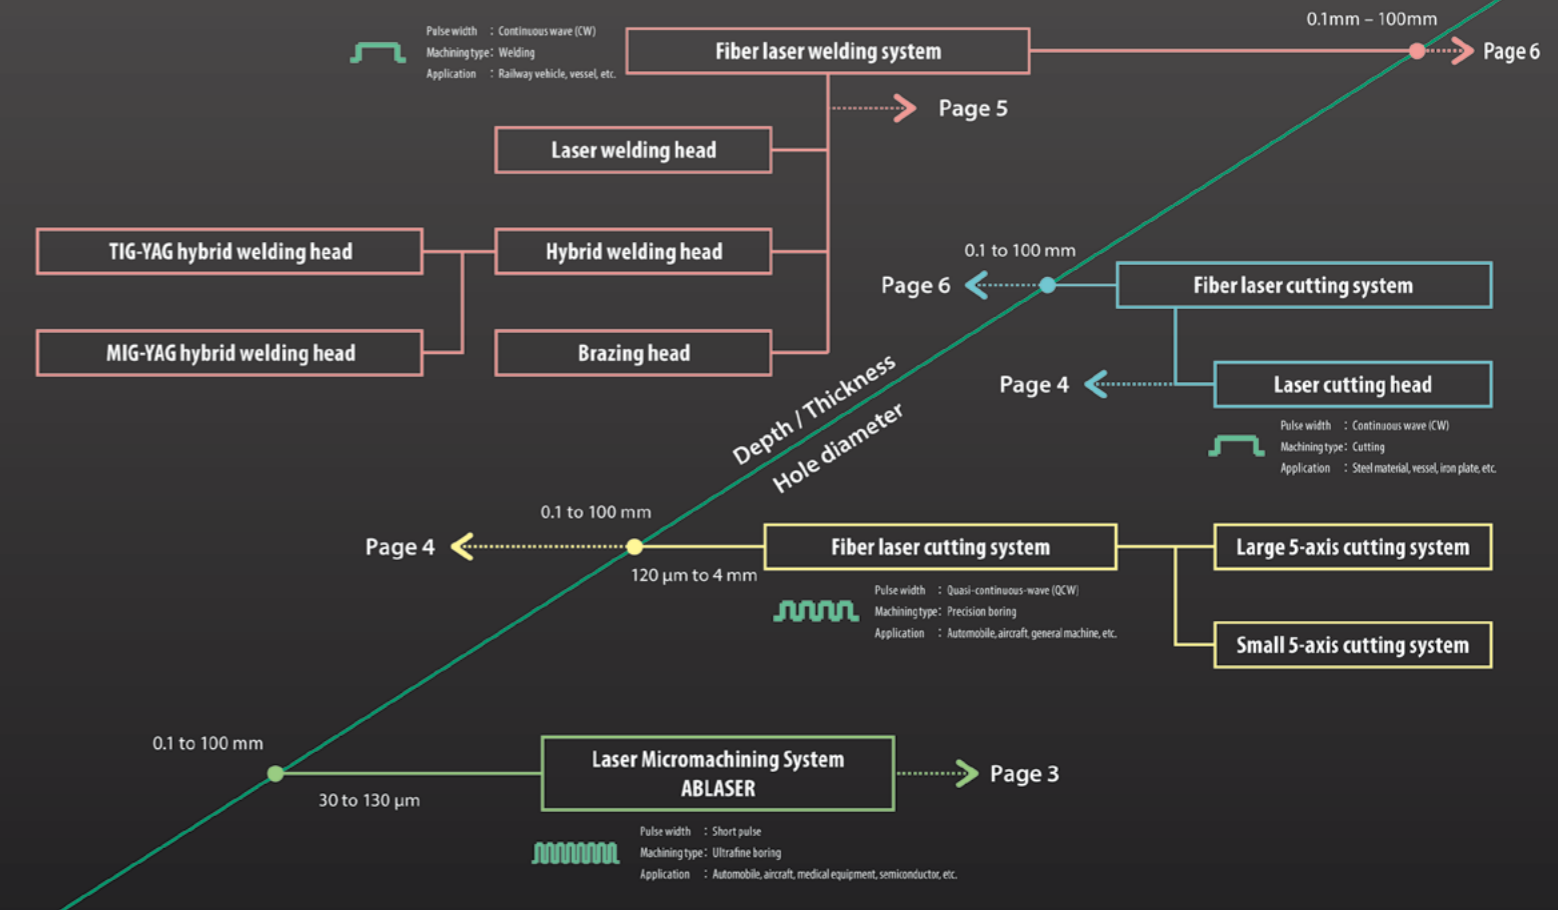 0.1mm – 100mm
Pulse width : Continuous wave (CW)
Machining type: Welding
Application : Railway vehicle, vessel, etc.
Fiber laser welding system
Page 6
Page 5
Laser welding head
TIG-YAG hybrid welding head
Hybrid welding head
MIG-YAG hybrid welding head
Brazing head
0.1 to 100 mm
Page 6
Fiber laser cutting system
Page 4
Laser cutting head
Pulse width : Continuous wave (CW)
Machining type: Cutting
Application : Steel material, vessel, iron plate, etc.
Depth / Thickness
Hole diameter
0.1 to 100 mm
Page 4
120 μm to 4 mm
Fiber laser cutting system
Large 5-axis cutting system
Pulse width : Quasi-continuous-wave (QCW)
Machining type: Precision boring
Application : Automobile, aircraft, general machine, etc.
Small 5-axis cutting system
0.1 to 100 mm
30 to 130 μm
Laser Micromachining System
ABLASER
Page 3
Pulse width : Short pulse
Machining type: Ultrafine boring
Application : Automobile, aircraft, medical equipment, semiconductor, etc.